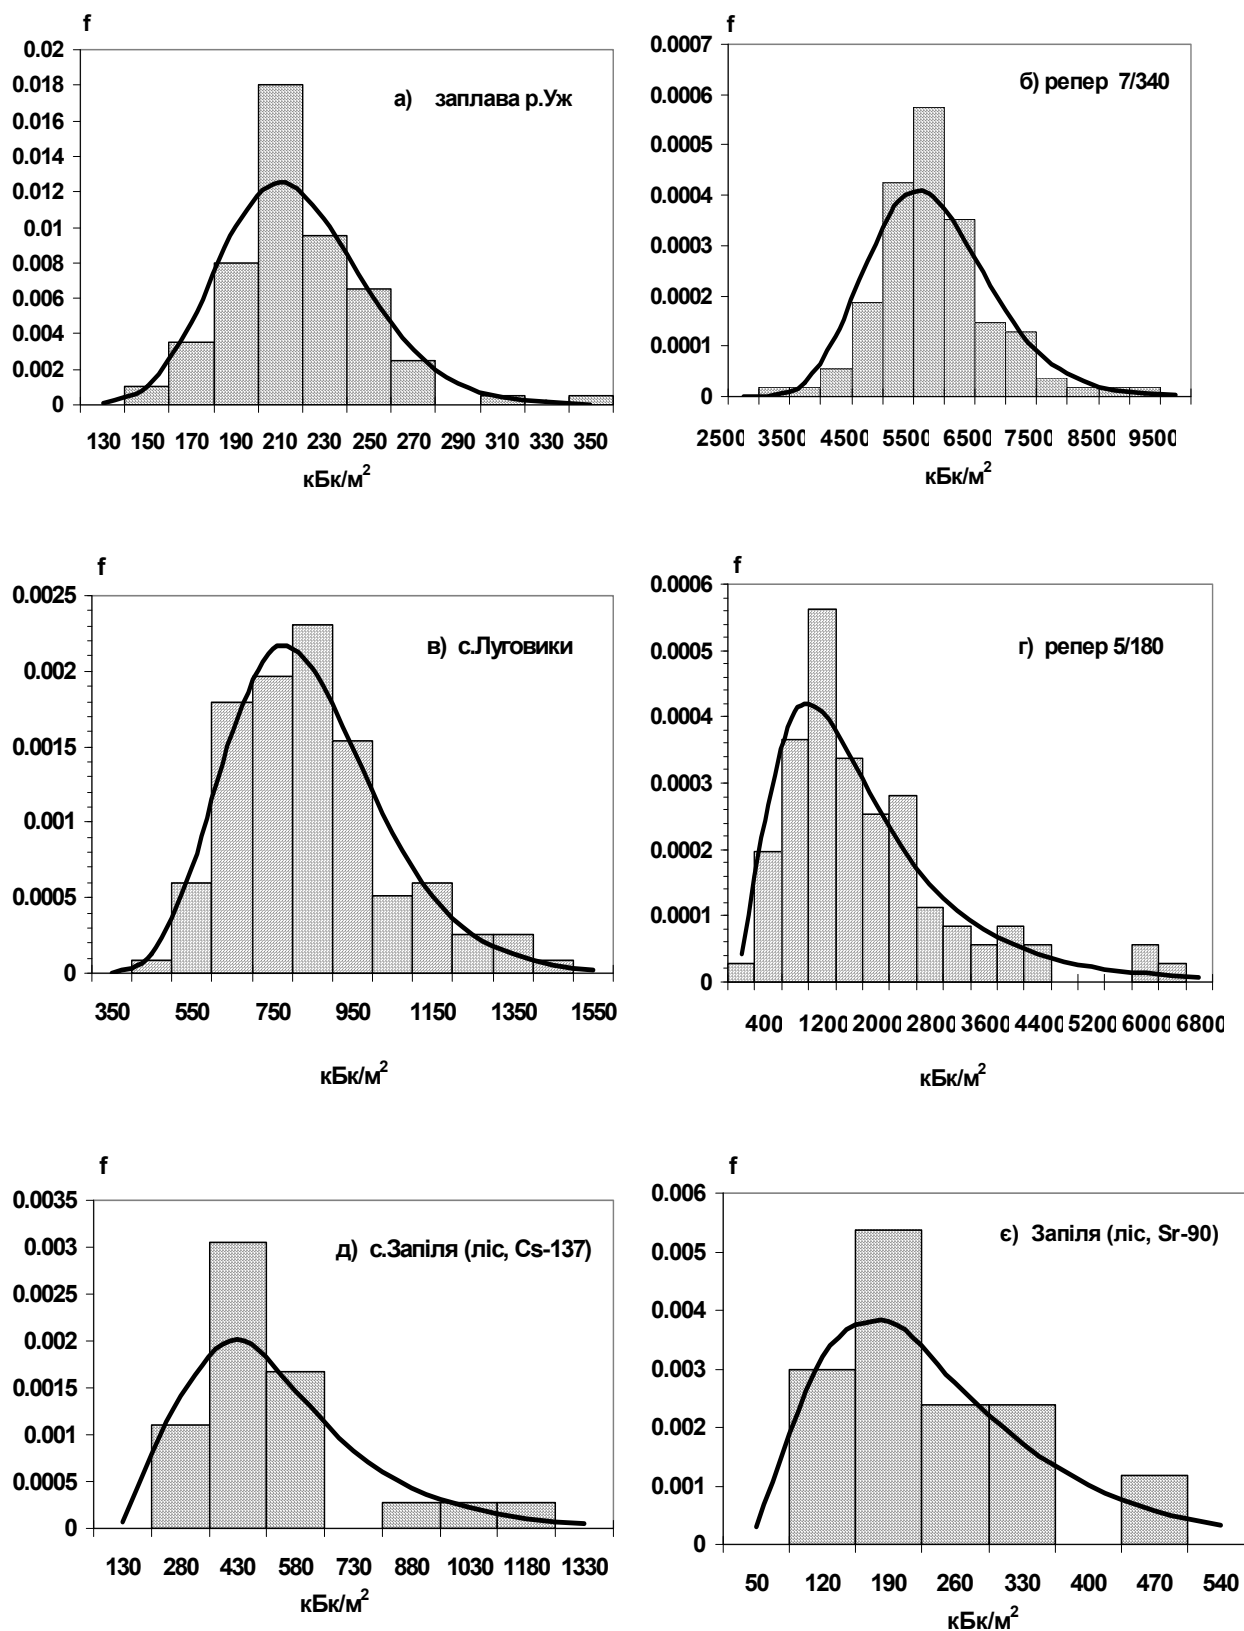 f
0.02
0.018
0.016
0.014
0.012
0.01
0.008
0.006
0.004
0.002
0
а) заплава р.Уж
130 150 170 190 210 230 250 270 290 310 330 350
кБк/м²
f
0.0007
0.0006
0.0005
0.0004
0.0003
0.0002
0.0001
0
б) репер 7/340
2500 3500 4500 5500 6500 7500 8500 9500
кБк/м²
f
0.0025
0.002
0.0015
0.001
0.0005
0
в) с.Луговики
350 550 750 950 1150 1350 1550
кБк/м²
f
0.0006
0.0005
0.0004
0.0003
0.0002
0.0001
0
г) репер 5/180
400 1200 2000 2800 3600 4400 5200 6000 6800
кБк/м²
f
0.0035
0.003
0.0025
0.002
0.0015
0.001
0.0005
0
д) с.Запіля (ліс, Cs-137)
130 280 430 580 730 880 1030 1180 1330
кБк/м²
f
0.006
0.005
0.004
0.003
0.002
0.001
0
є) Запіля (ліс, Sr-90)
50 120 190 260 330 400 470 540
кБк/м²